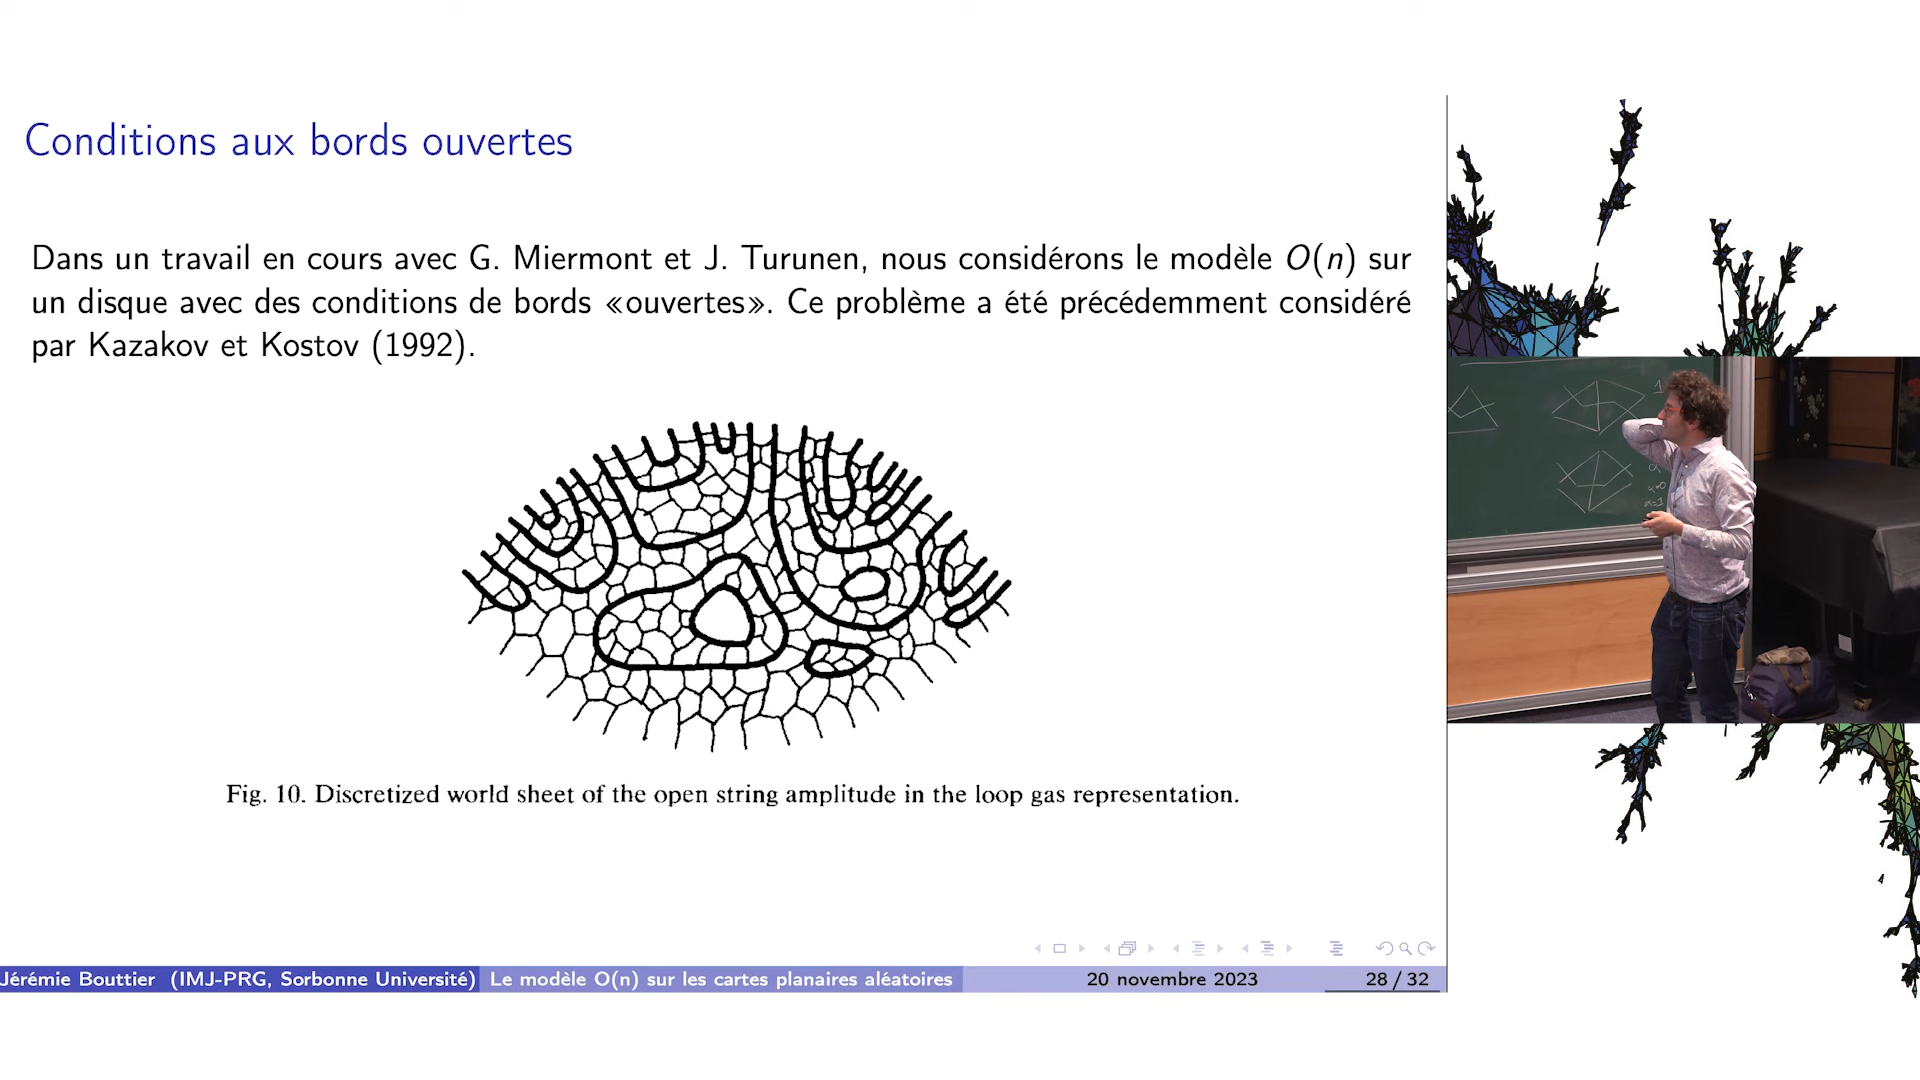 Conditions aux bords ouvertes
Dans un travail en cours avec G. Miermont et J. Turunen, nous considérons le modèle O(n) sur
un disque avec des conditions de bords «ouvertes». Ce problème a été précédemment considéré
par Kazakov et Kostov (1992).
Fig. 10. Discretized world sheet of the open string amplitude in the loop gas representation.
Jérémie Bouttier (IMJ-PRG, Sorbonne Université) Le modèle O(n) sur les cartes planaires aléatoires 20 novembre 2023 28 / 32